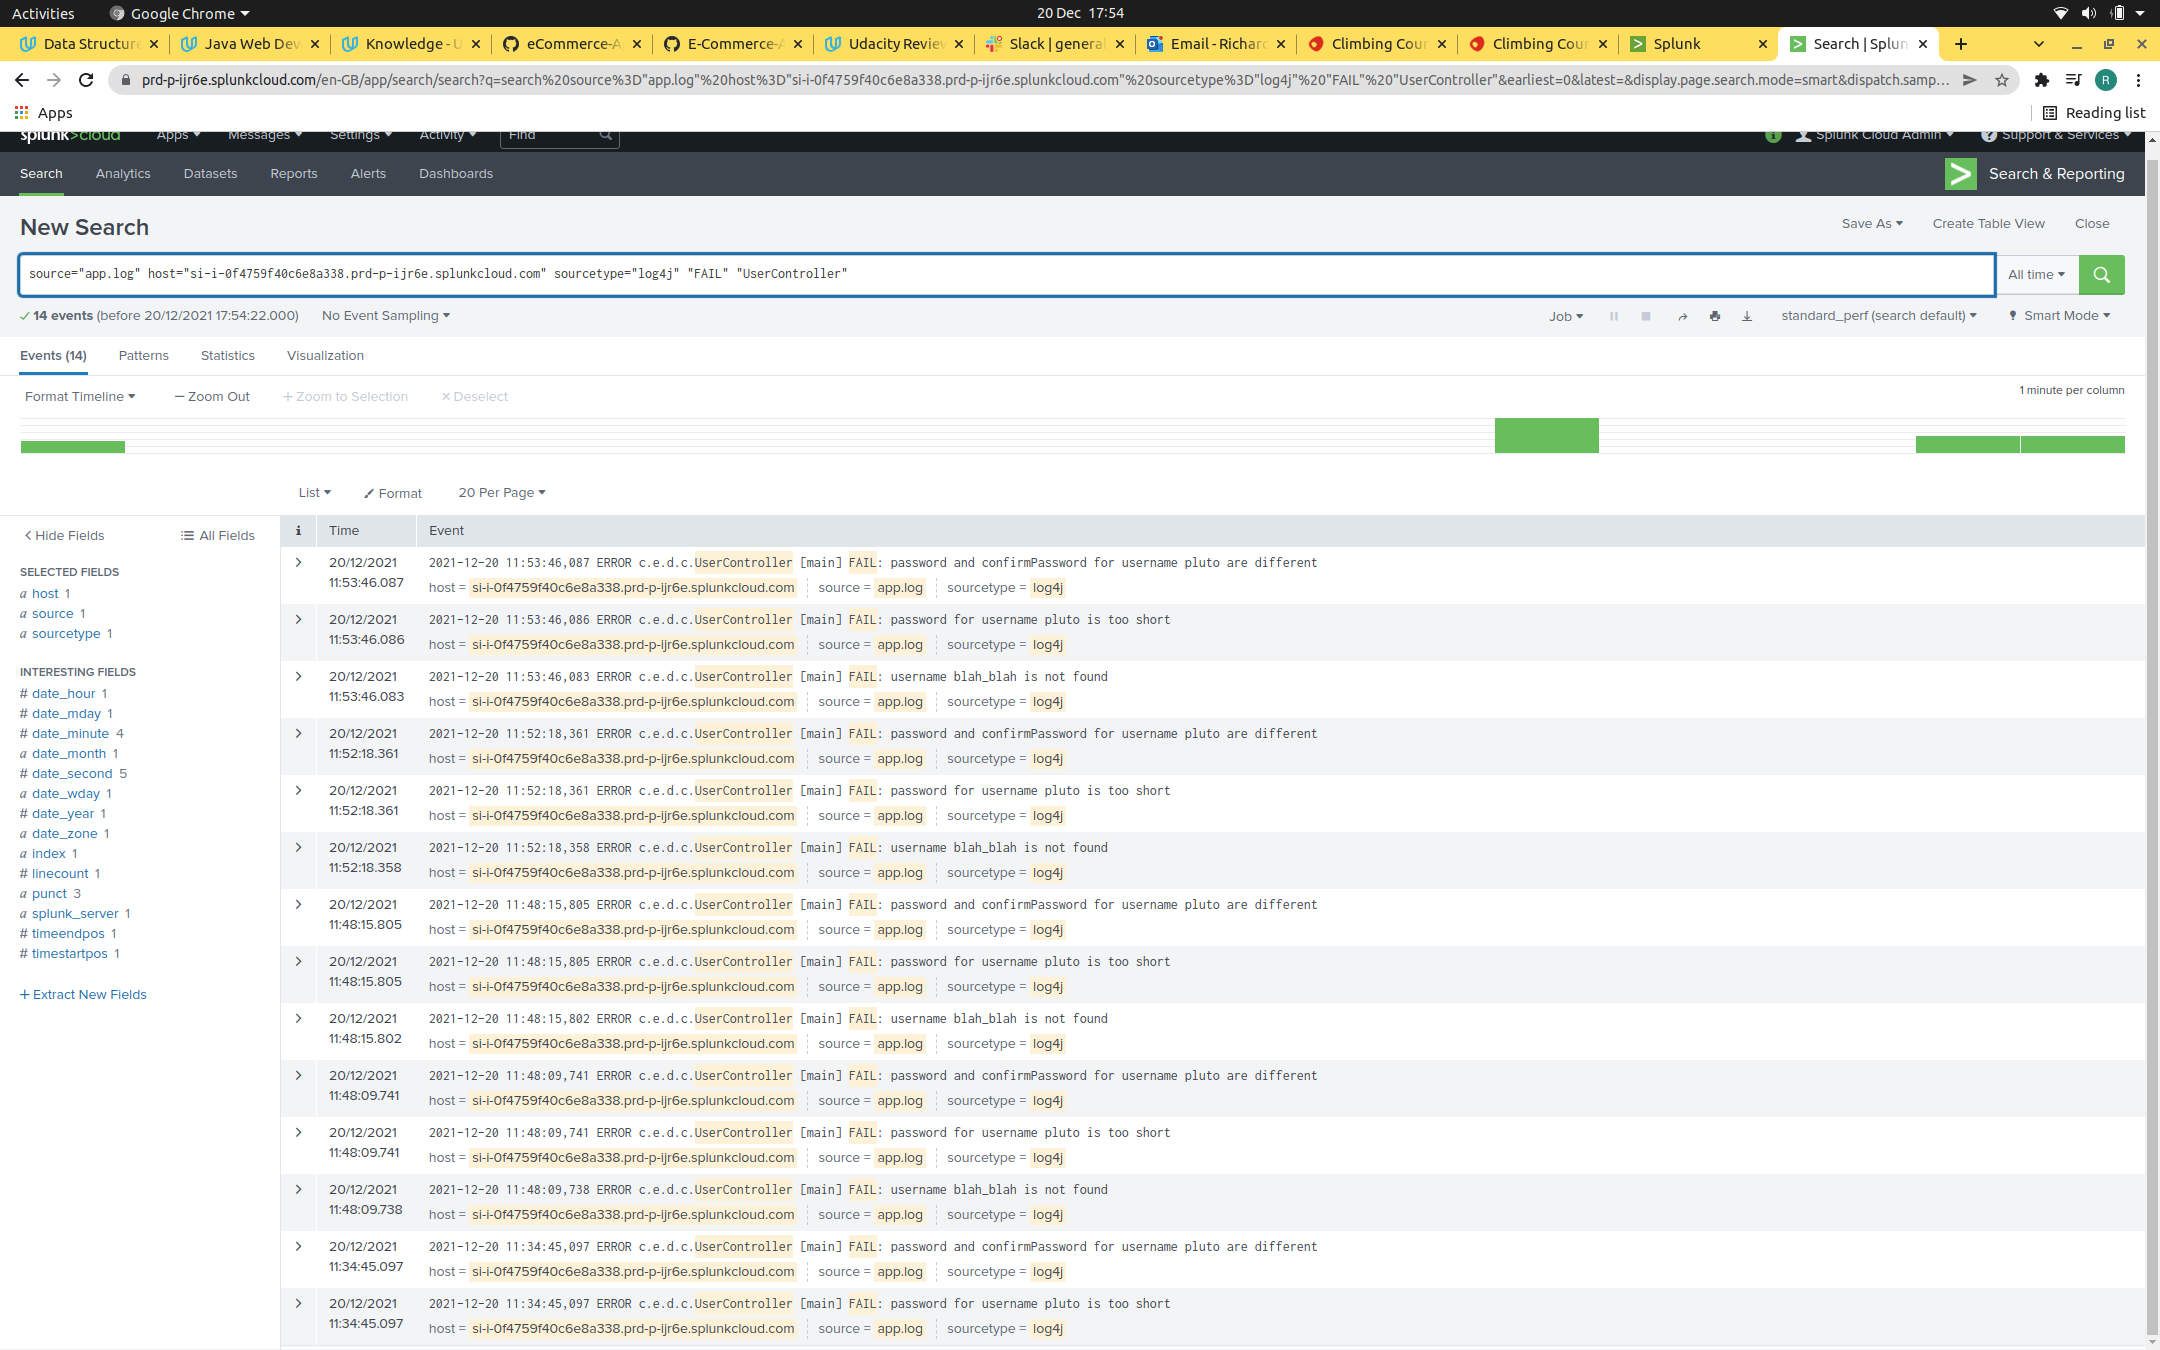 Activities Google Chrome 20 Dec 17:54
Data Structure Java Web Dev Knowledge - U eCommerce-A E-Commerce-A Udacity Review Slack | general Email - Richar Climbing Cour Climbing Cour Splunk Search | Splun
prd-p-ijr6e.splunkcloud.com/en-GB/app/search/search?q=search%20source%3D"app.log"%20host%3D"si-i-0f4759f40c6e8a338.prd-p-ijr6e.splunkcloud.com"%20sourcetype%3D"log4j"%20"FAIL"%20"UserController"&earliest=0&latest=&display.page.search.mode=smart&dispatch.samp... R
Apps Reading list
splunk>cloud Apps Messages Settings Activity Find Splunk Cloud Admin Support & Services
Search Analytics Datasets Reports Alerts Dashboards Search & Reporting
New Search Save As Create Table View Close
source="app.log" host="si-i-0f4759f40c6e8a338.prd-p-ijr6e.splunkcloud.com" sourcetype="log4j" "FAIL" "UserController" All time
14 events (before 20/12/2021 17:54:22.000) No Event Sampling Job standard_perf (search default) Smart Mode
Events (14) Patterns Statistics Visualization
Format Timeline — Zoom Out + Zoom to Selection × Deselect 1 minute per column
List Format 20 Per Page
< Hide Fields All Fields
SELECTED FIELDS
a host 1
a source 1
a sourcetype 1
INTERESTING FIELDS
# date_hour 1
# date_mday 1
# date_minute 4
a date_month 1
# date_second 5
a date_wday 1
# date_year 1
a date_zone 1
a index 1
# linecount 1
a punct 3
a splunk_server 1
# timeendpos 1
# timestartpos 1
+ Extract New Fields
i Time Event
20/12/2021 2021-12-20 11:53:46,087 ERROR c.e.d.c.UserController [main] FAIL: password and confirmPassword for username pluto are different
11:53:46.087 host = si-i-0f4759f40c6e8a338.prd-p-ijr6e.splunkcloud.com source = app.log sourcetype = log4j
20/12/2021 2021-12-20 11:53:46,086 ERROR c.e.d.c.UserController [main] FAIL: password for username pluto is too short
11:53:46.086 host = si-i-0f4759f40c6e8a338.prd-p-ijr6e.splunkcloud.com source = app.log sourcetype = log4j
20/12/2021 2021-12-20 11:53:46,083 ERROR c.e.d.c.UserController [main] FAIL: username blah_blah is not found
11:53:46.083 host = si-i-0f4759f40c6e8a338.prd-p-ijr6e.splunkcloud.com source = app.log sourcetype = log4j
20/12/2021 2021-12-20 11:52:18,361 ERROR c.e.d.c.UserController [main] FAIL: password and confirmPassword for username pluto are different
11:52:18.361 host = si-i-0f4759f40c6e8a338.prd-p-ijr6e.splunkcloud.com source = app.log sourcetype = log4j
20/12/2021 2021-12-20 11:52:18,361 ERROR c.e.d.c.UserController [main] FAIL: password for username pluto is too short
11:52:18.361 host = si-i-0f4759f40c6e8a338.prd-p-ijr6e.splunkcloud.com source = app.log sourcetype = log4j
20/12/2021 2021-12-20 11:52:18,358 ERROR c.e.d.c.UserController [main] FAIL: username blah_blah is not found
11:52:18.358 host = si-i-0f4759f40c6e8a338.prd-p-ijr6e.splunkcloud.com source = app.log sourcetype = log4j
20/12/2021 2021-12-20 11:48:15,805 ERROR c.e.d.c.UserController [main] FAIL: password and confirmPassword for username pluto are different
11:48:15.805 host = si-i-0f4759f40c6e8a338.prd-p-ijr6e.splunkcloud.com source = app.log sourcetype = log4j
20/12/2021 2021-12-20 11:48:15,805 ERROR c.e.d.c.UserController [main] FAIL: password for username pluto is too short
11:48:15.805 host = si-i-0f4759f40c6e8a338.prd-p-ijr6e.splunkcloud.com source = app.log sourcetype = log4j
20/12/2021 2021-12-20 11:48:15,802 ERROR c.e.d.c.UserController [main] FAIL: username blah_blah is not found
11:48:15.802 host = si-i-0f4759f40c6e8a338.prd-p-ijr6e.splunkcloud.com source = app.log sourcetype = log4j
20/12/2021 2021-12-20 11:48:09,741 ERROR c.e.d.c.UserController [main] FAIL: password and confirmPassword for username pluto are different
11:48:09.741 host = si-i-0f4759f40c6e8a338.prd-p-ijr6e.splunkcloud.com source = app.log sourcetype = log4j
20/12/2021 2021-12-20 11:48:09,741 ERROR c.e.d.c.UserController [main] FAIL: password for username pluto is too short
11:48:09.741 host = si-i-0f4759f40c6e8a338.prd-p-ijr6e.splunkcloud.com source = app.log sourcetype = log4j
20/12/2021 2021-12-20 11:48:09,738 ERROR c.e.d.c.UserController [main] FAIL: username blah_blah is not found
11:48:09.738 host = si-i-0f4759f40c6e8a338.prd-p-ijr6e.splunkcloud.com source = app.log sourcetype = log4j
20/12/2021 2021-12-20 11:34:45,097 ERROR c.e.d.c.UserController [main] FAIL: password and confirmPassword for username pluto are different
11:34:45.097 host = si-i-0f4759f40c6e8a338.prd-p-ijr6e.splunkcloud.com source = app.log sourcetype = log4j
20/12/2021 2021-12-20 11:34:45,097 ERROR c.e.d.c.UserController [main] FAIL: password for username pluto is too short
11:34:45.097 host = si-i-0f4759f40c6e8a338.prd-p-ijr6e.splunkcloud.com source = app.log sourcetype = log4j